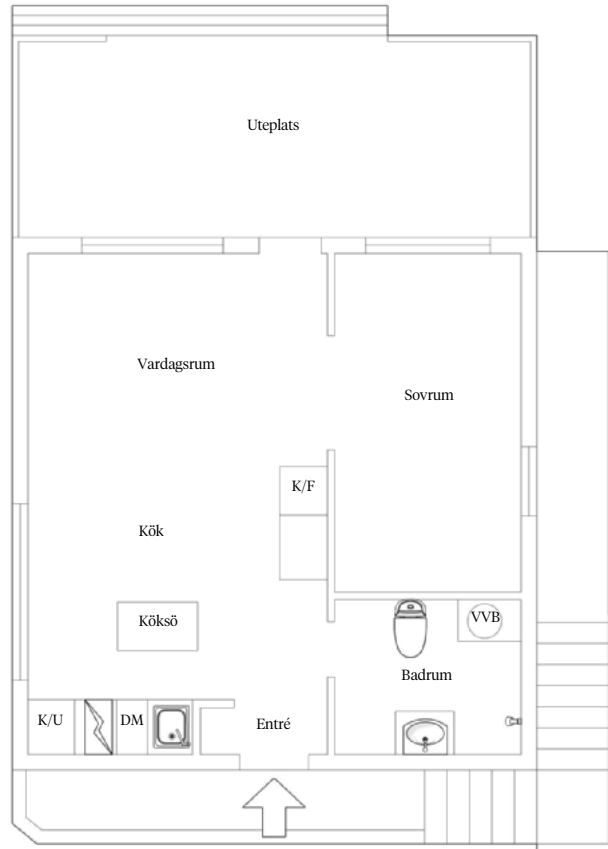 Uteplats
Vardagsrum
Sovrum
K/F
Kök
Köksö
VVB
Badrum
K/U
DM
Entré